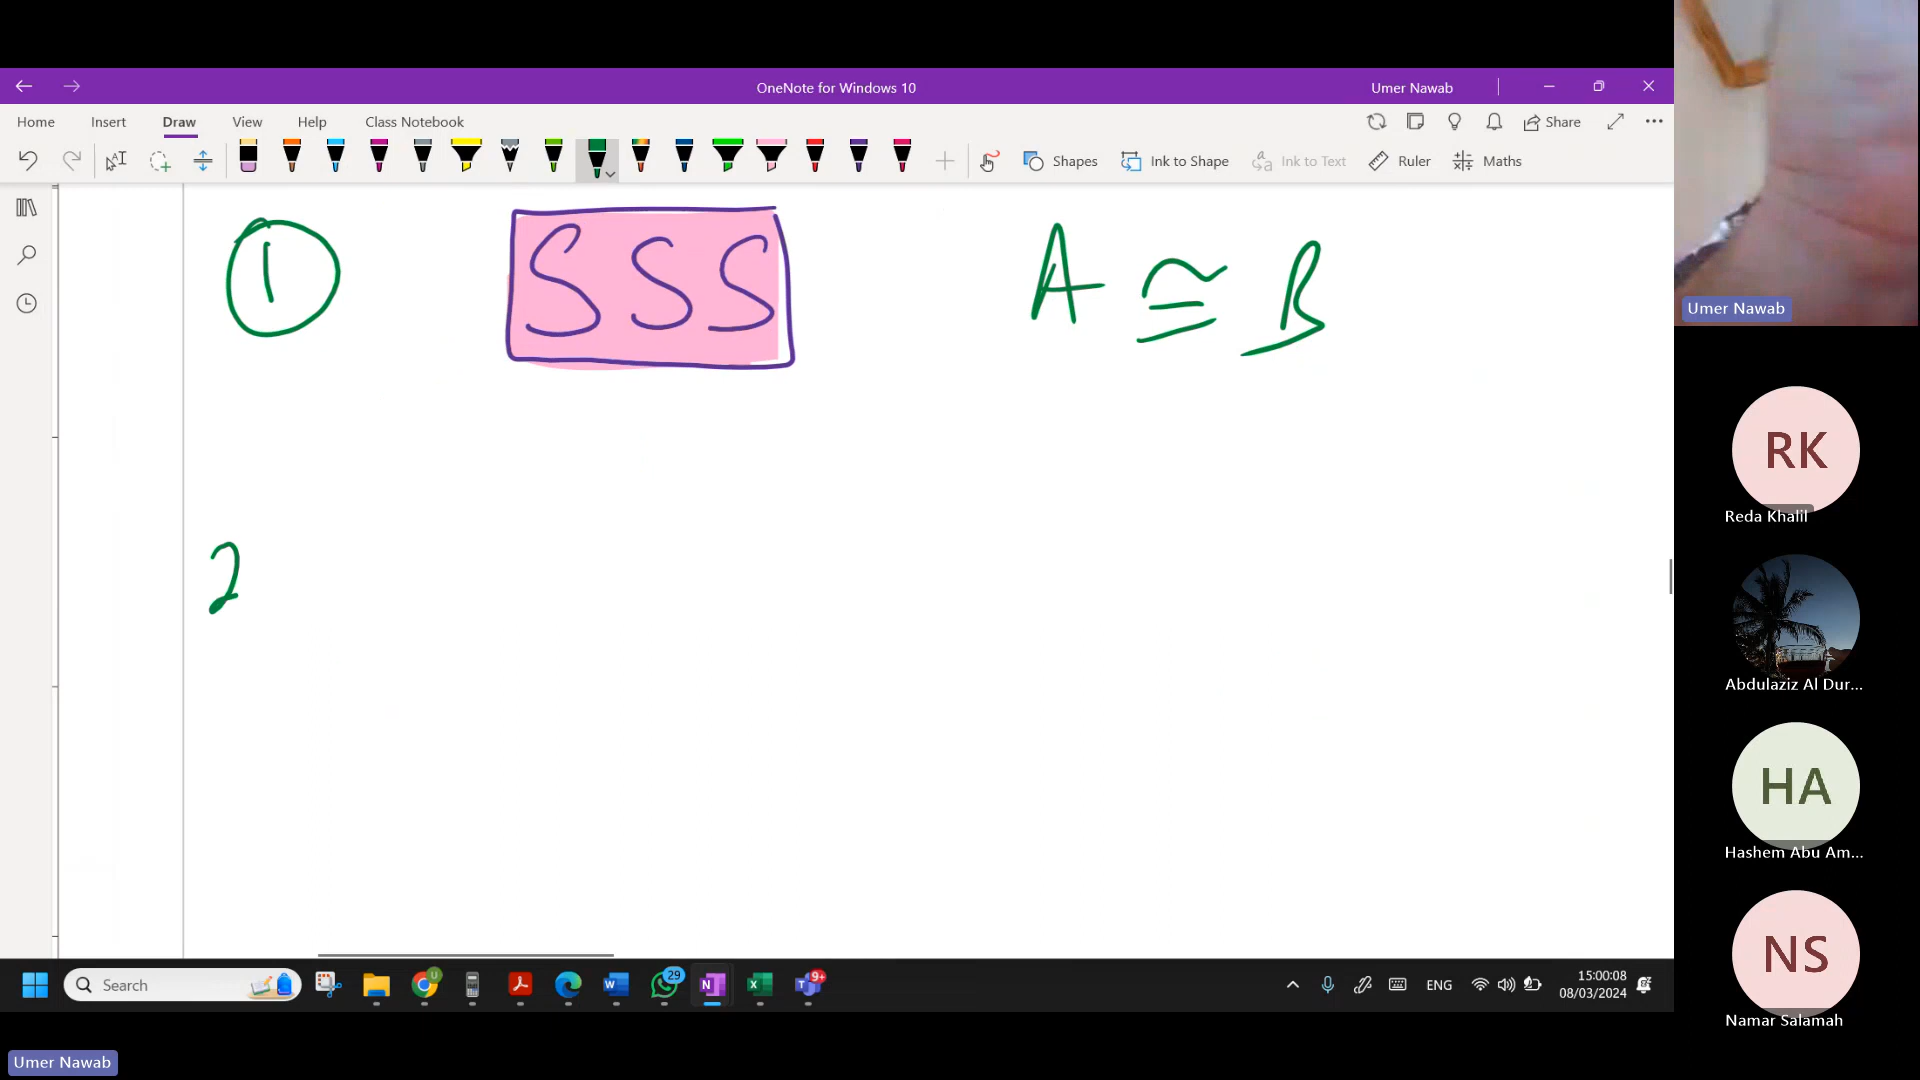 OneNote for Windows 10
Umer Nawab
Home Insert Draw View Help Class Notebook
Share
Shapes Ink to Shape Ink to Text Ruler Maths
1 SSS A ≅ B
2
Umer Nawab
RK
Reda Khalil
Abdulaziz Al Dur...
HA
Hashem Abu Am...
NS
Namar Salamah
Search
29
9+
ENG
15:00:08
08/03/2024
Umer Nawab